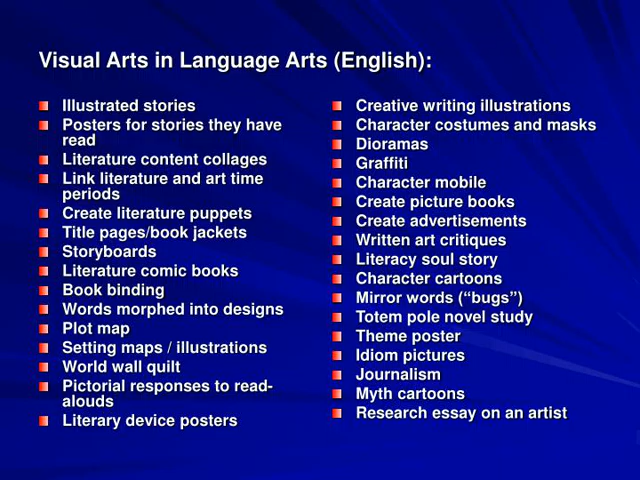 Visual Arts in Language Arts (English):
Illustrated stories
Posters for stories they have
read
Literature content collages
Link literature and art time
periods
Create literature puppets
Title pages/book jackets
Storyboards
Literature comic books
Book binding
Words morphed into designs
Plot map
Setting maps / illustrations
World wall quilt
Pictorial responses to read-
alouds
Literary device posters
Creative writing illustrations
Character costumes and masks
Dioramas
Graffiti
Character mobile
Create picture books
Create advertisements
Written art critiques
Literacy soul story
Character cartoons
Mirror words (“bugs”)
Totem pole novel study
Theme poster
Idiom pictures
Journalism
Myth cartoons
Research essay on an artist